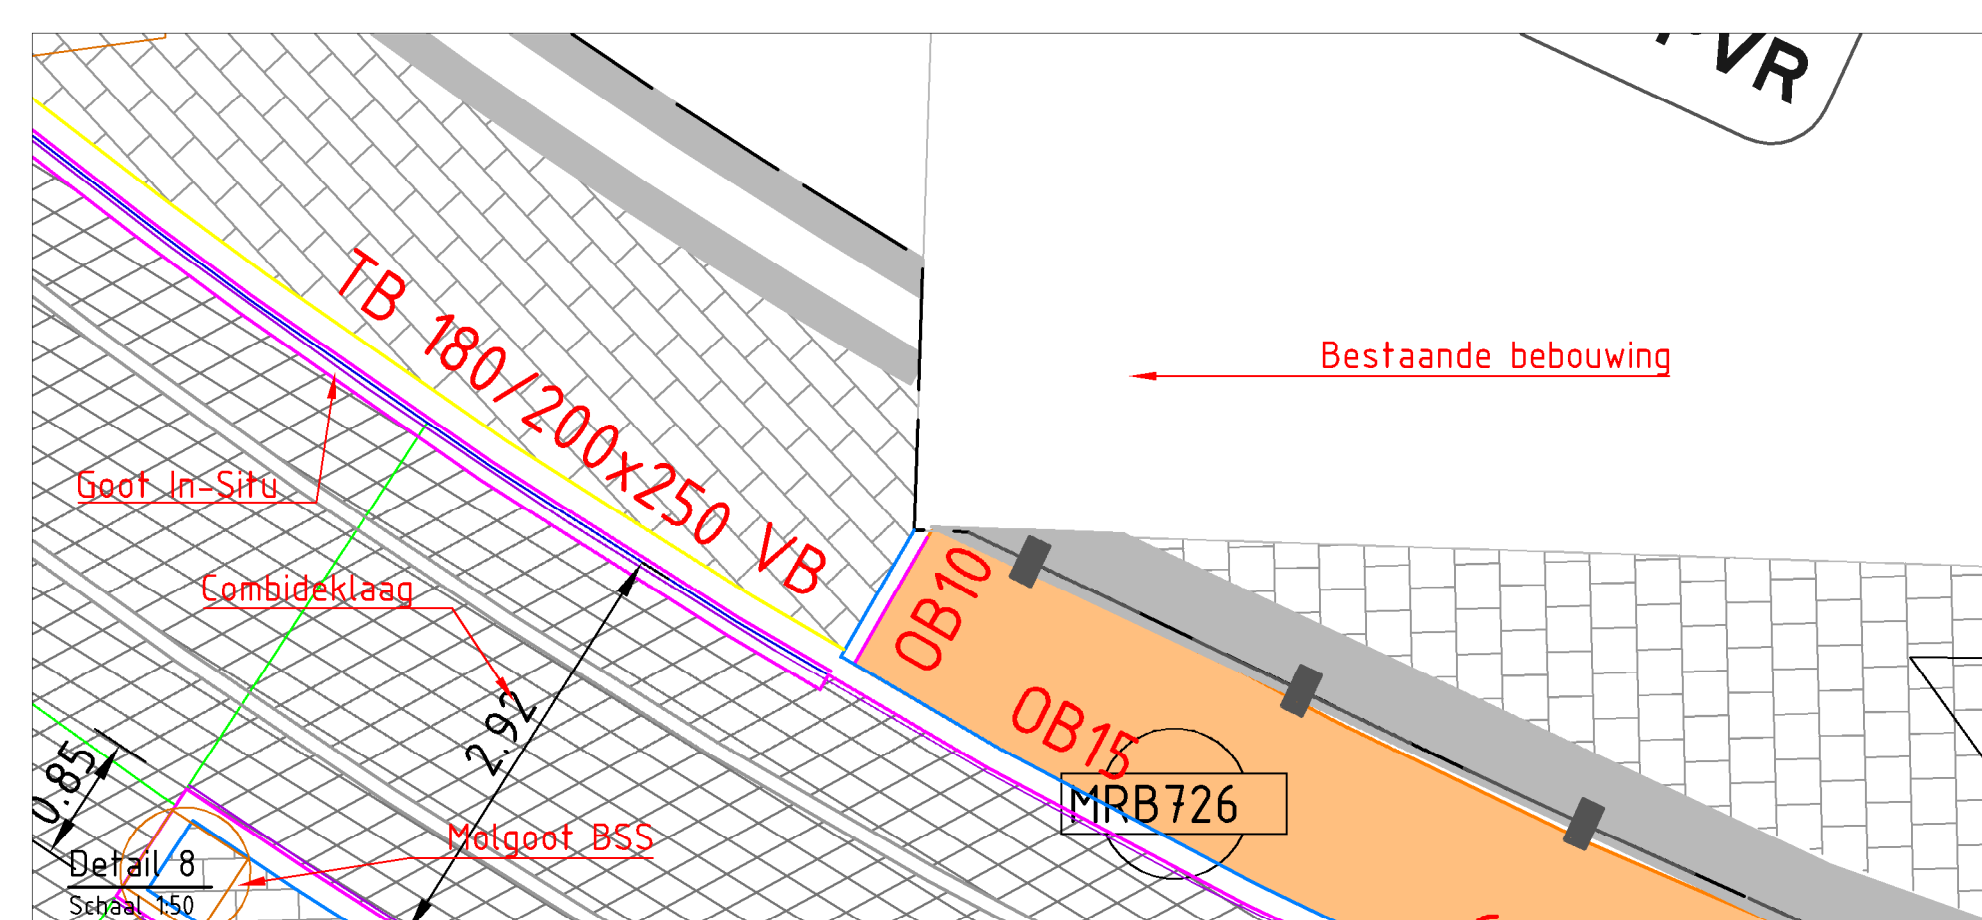 VR
TB 180/200x250 VB
Bestaande bebouwing
Goot In-Situ
OB10
Combideklaag
2.92
OB15
0.85
MRB726
Molgoot BSS
Detail 8
Schaal 1:50